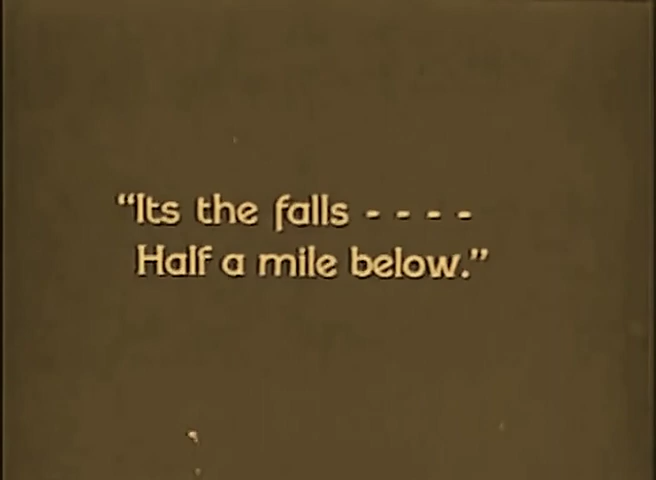 “Its the falls - - - -
Half a mile below.”